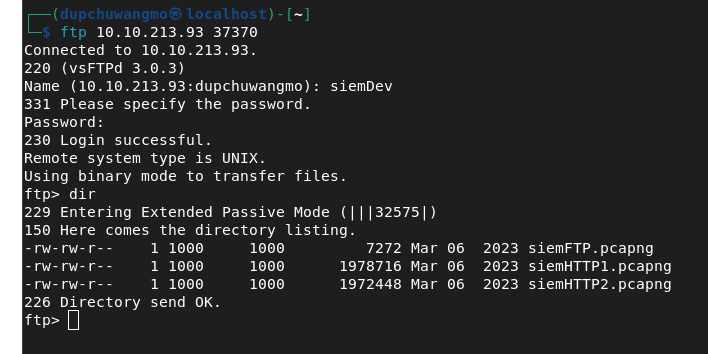 ┌──(dupchuwangmo㉿localhost)-[~]
└─$ ftp 10.10.213.93 37370
Connected to 10.10.213.93.
220 (vsFTPd 3.0.3)
Name (10.10.213.93:dupchuwangmo): siemDev
331 Please specify the password.
Password:
230 Login successful.
Remote system type is UNIX.
Using binary mode to transfer files.
ftp> dir
229 Entering Extended Passive Mode (|||32575|)
150 Here comes the directory listing.
-rw-rw-r--    1 1000     1000         7272 Mar 06  2023 siemFTP.pcapng
-rw-rw-r--    1 1000     1000      1978716 Mar 06  2023 siemHTTP1.pcapng
-rw-rw-r--    1 1000     1000      1972448 Mar 06  2023 siemHTTP2.pcapng
226 Directory send OK.
ftp>